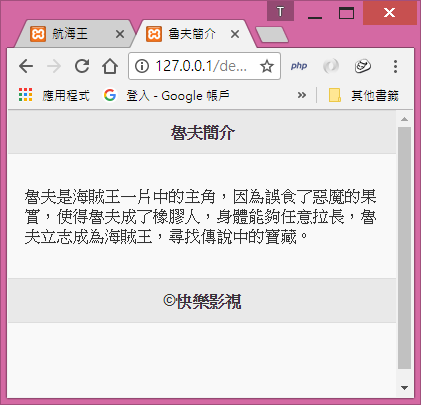 T
航海王
魯夫簡介
127.0.0.1/de...
php
應用程式
登入 - Google 帳戶
»
其他書籤
魯夫簡介
魯夫是海賊王一片中的主角，因為誤食了惡魔的果
實，使得魯夫成了橡膠人，身體能夠任意拉長，魯
夫立志成為海賊王，尋找傳說中的寶藏。
©快樂影視